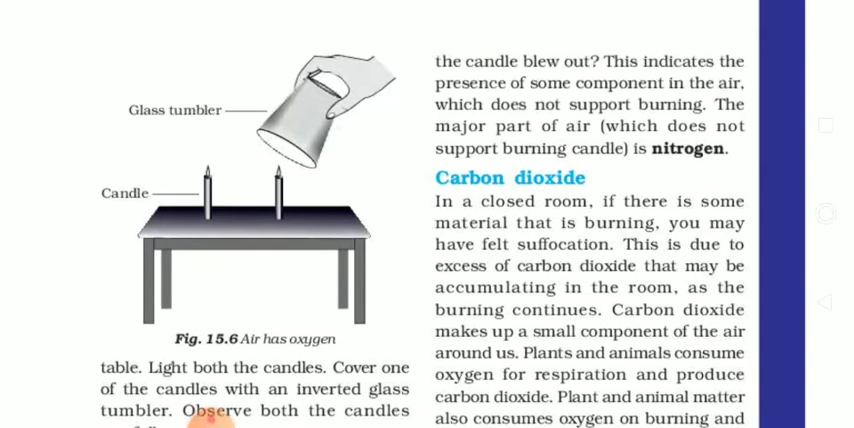 Glass tumbler
Candle
Fig. 15.6 Air has oxygen
table. Light both the candles. Cover one
of the candles with an inverted glass
tumbler. Observe both the candles
the candle blew out? This indicates the
presence of some component in the air,
which does not support burning. The
major part of air (which does not
support burning candle) is nitrogen.
Carbon dioxide
In a closed room, if there is some
material that is burning, you may
have felt suffocation. This is due to
excess of carbon dioxide that may be
accumulating in the room, as the
burning continues. Carbon dioxide
makes up a small component of the air
around us. Plants and animals consume
oxygen for respiration and produce
carbon dioxide. Plant and animal matter
also consumes oxygen on burning and